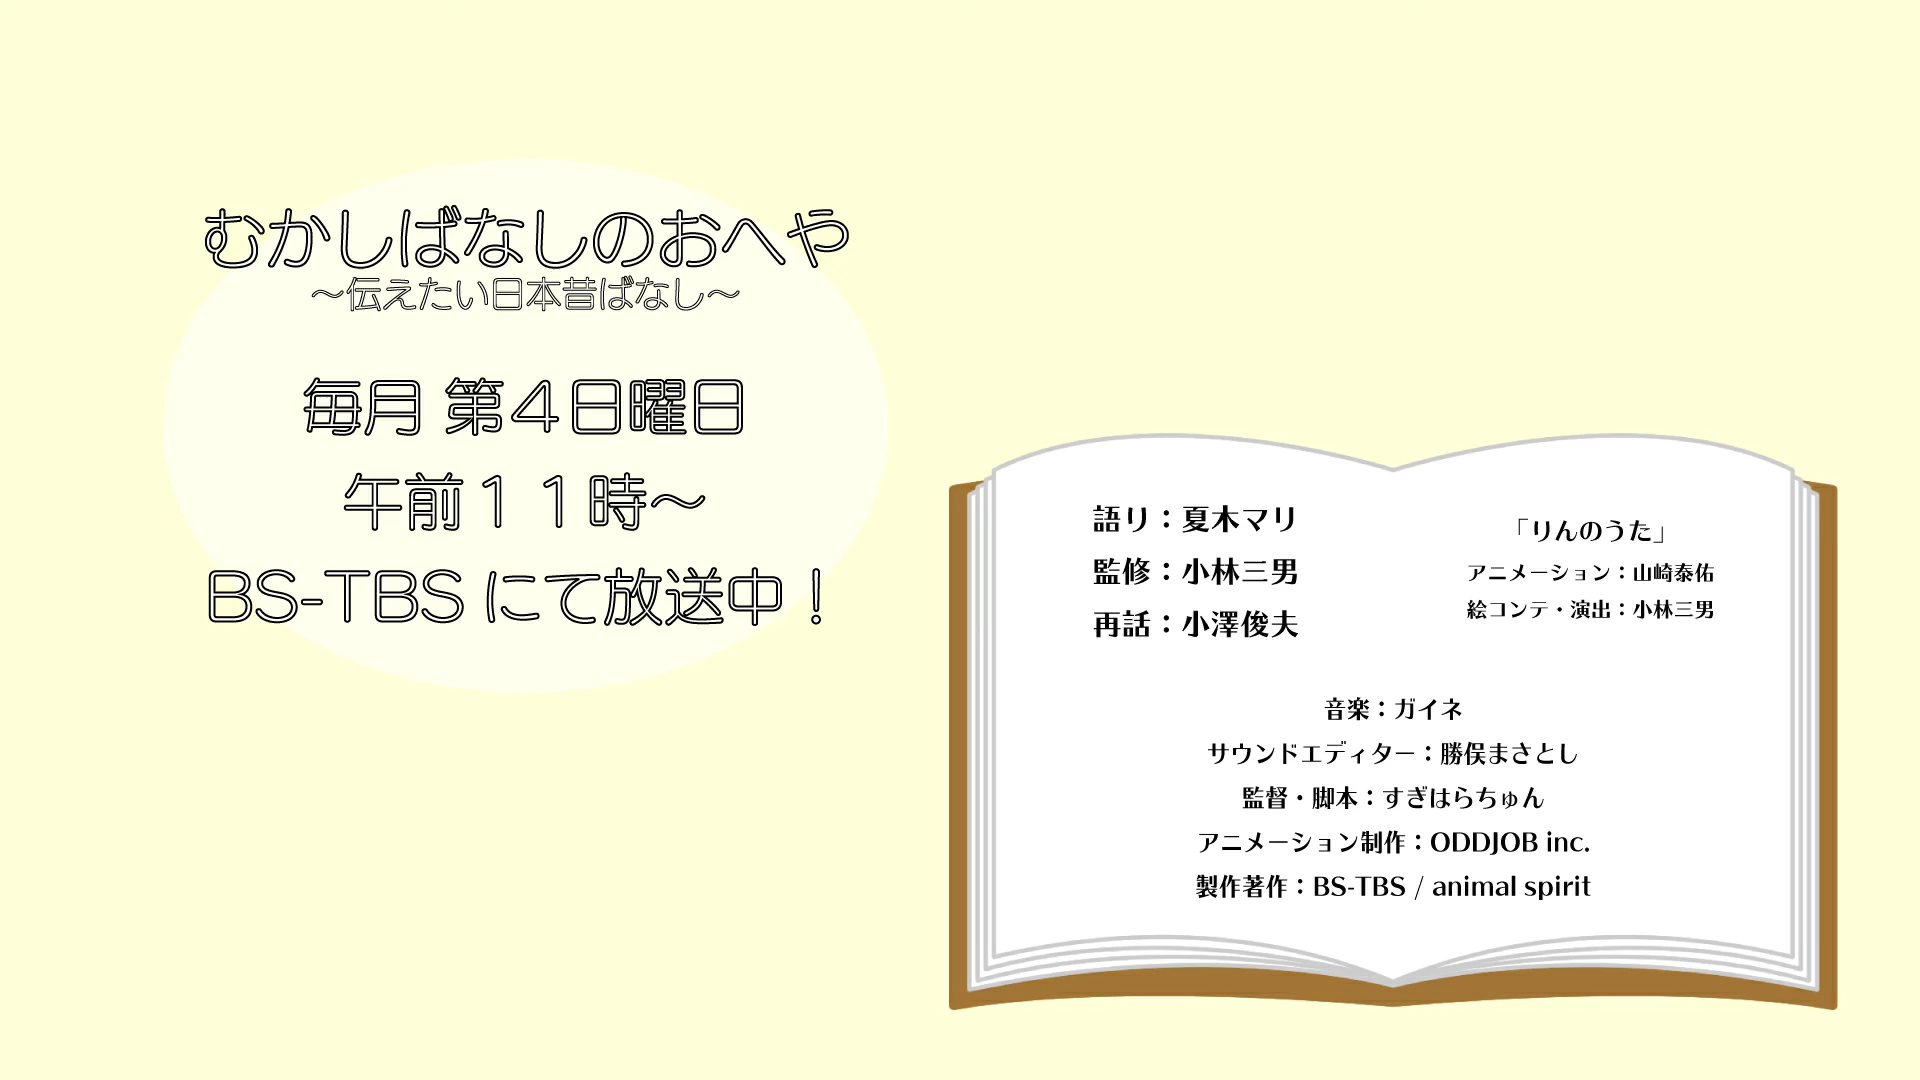 むかしばなしのおへや
～伝えたい日本昔ばなし～
毎月 第４日曜日
午前１１時～
BS-TBS にて放送中！
語り：夏木マリ
監修：小林三男
再話：小澤俊夫
「りんのうた」
アニメーション：山崎泰佑
絵コンテ・演出：小林三男
音楽：ガイネ
サウンドエディター：勝俣まさとし
監督・脚本：すぎはらちゅん
アニメーション制作：ODDJOB inc.
製作著作：BS-TBS / animal spirit